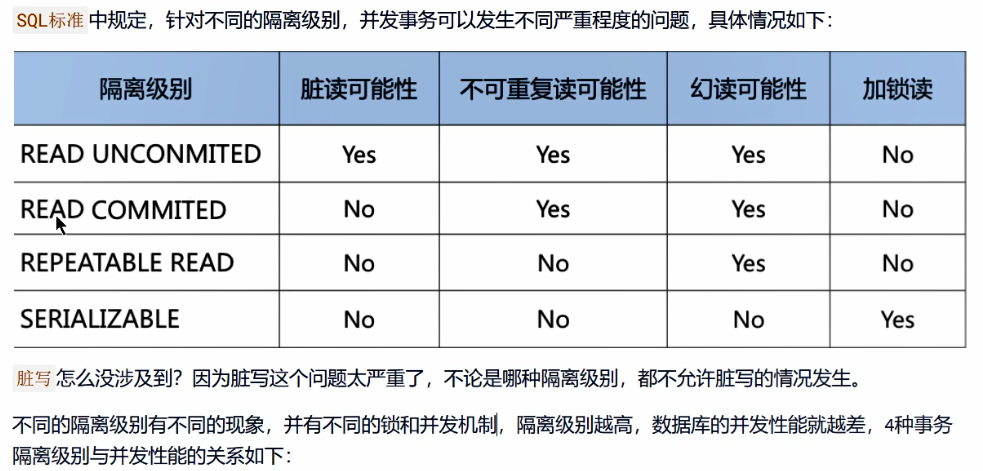 SQL标准 中规定，针对不同的隔离级别，并发事务可以发生不同严重程度的问题，具体情况如下：
隔离级别 脏读可能性 不可重复读可能性 幻读可能性 加锁读
READ UNCONMITED Yes Yes Yes No
READ COMMITED No Yes Yes No
REPEATABLE READ No No Yes No
SERIALIZABLE No No No Yes
脏写 怎么没涉及到？因为脏写这个问题太严重了，不论是哪种隔离级别，都不允许脏写的情况发生。
不同的隔离级别有不同的现象，并有不同的锁和并发机制，隔离级别越高，数据库的并发性能就越差，4种事务
隔离级别与并发性能的关系如下：